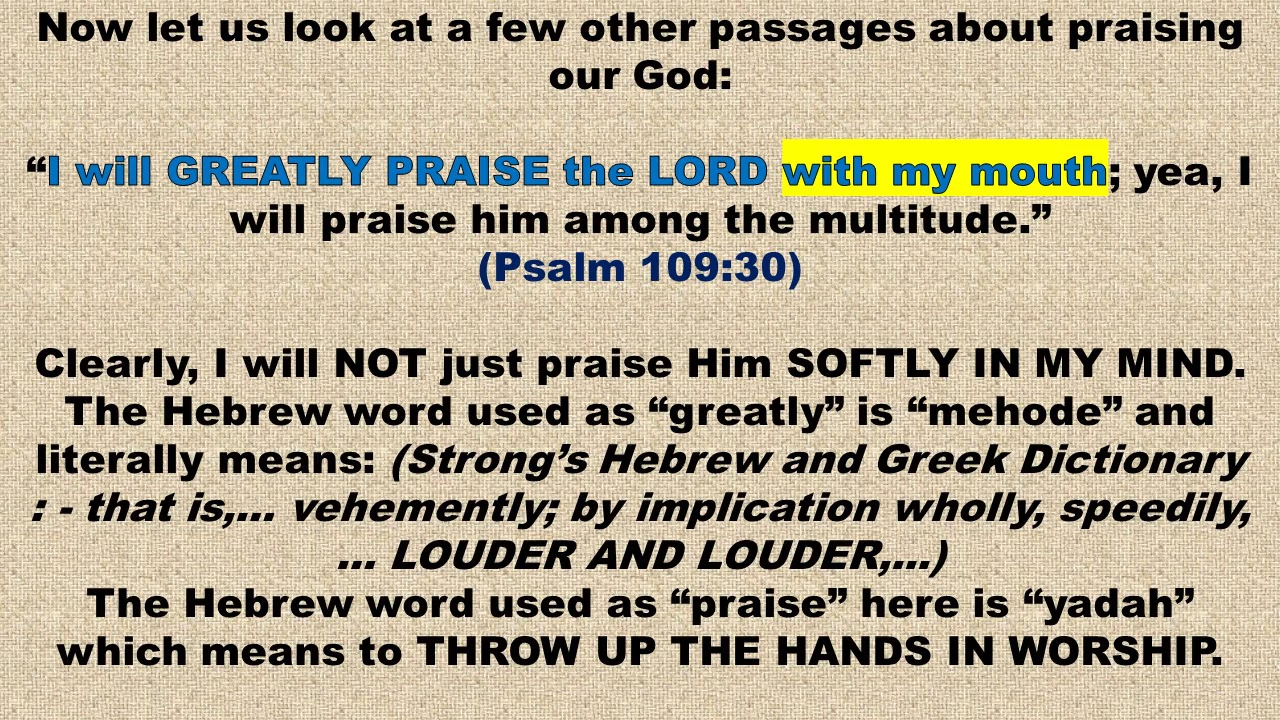 Now let us look at a few other passages about praising
our God:
“I will GREATLY PRAISE the LORD with my mouth; yea, I
will praise him among the multitude.”
(Psalm 109:30)
Clearly, I will NOT just praise Him SOFTLY IN MY MIND.
The Hebrew word used as “greatly” is “mehode” and
literally means: (Strong’s Hebrew and Greek Dictionary
: - that is,... vehemently; by implication wholly, speedily,
... LOUDER AND LOUDER,...)
The Hebrew word used as “praise” here is “yadah”
which means to THROW UP THE HANDS IN WORSHIP.